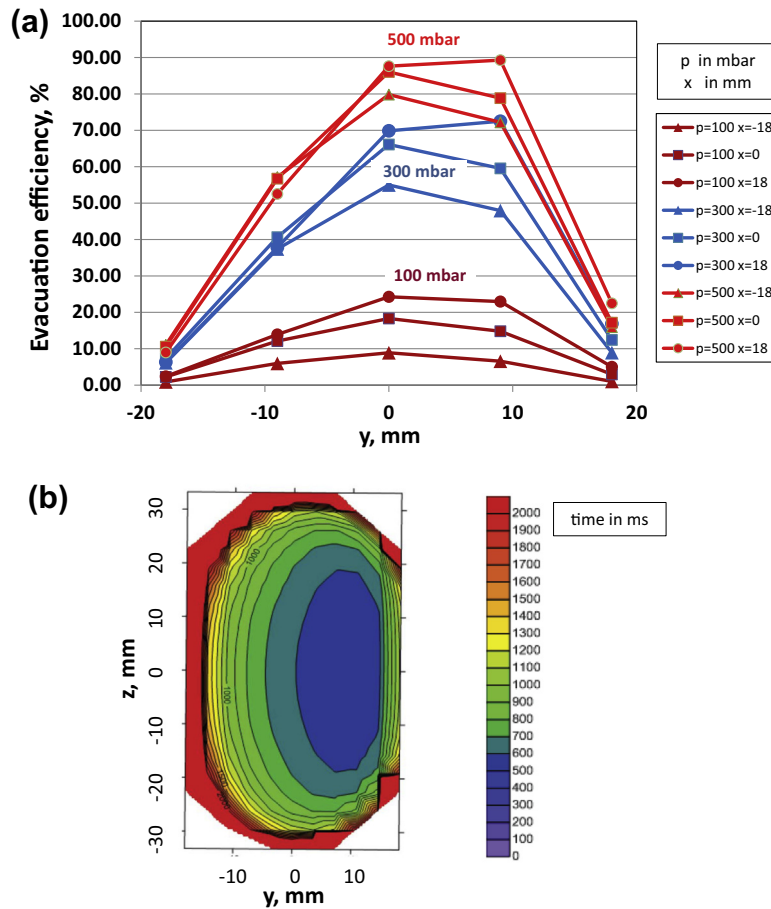 (a)
100.00
90.00
80.00
70.00
60.00
50.00
40.00
30.00
20.00
10.00
0.00
Evacuation efficiency, %
500 mbar
300 mbar
100 mbar
-20 -10 0 10 20
y, mm
p in mbar
x in mm
p=100 x=-18
p=100 x=0
p=100 x=18
p=300 x=-18
p=300 x=0
p=300 x=18
p=500 x=-18
p=500 x=0
p=500 x=18
(b)
30
20
10
0
-10
-20
-30
z, mm
1000
1000
2000
-10 0 10
y, mm
2000
1900
1800
1700
1600
1500
1400
1300
1200
1100
1000
900
800
700
600
500
400
300
200
100
0
time in ms